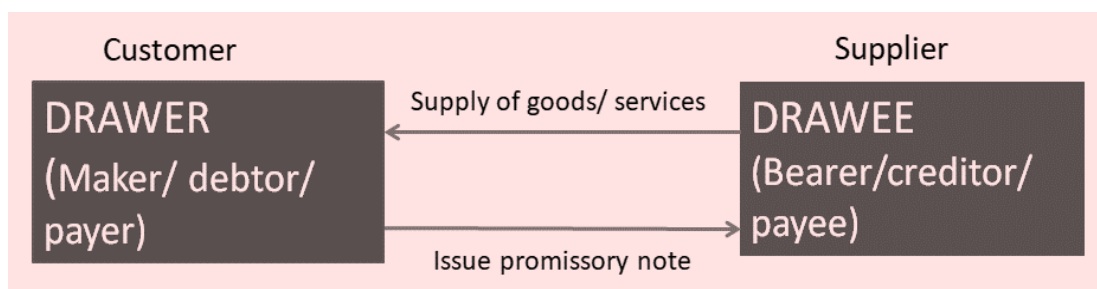 Customer
Supplier
DRAWER
(Maker/ debtor/
payer)
Supply of goods/ services
Issue promissory note
DRAWEE
(Bearer/creditor/
payee)